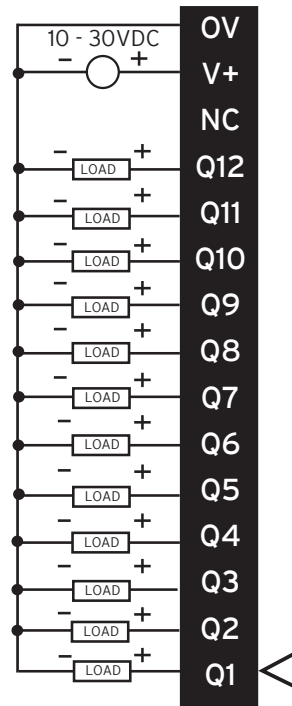 0V
10 - 30VDC
- + V+
NC
- LOAD + Q12
- LOAD + Q11
- LOAD + Q10
- LOAD + Q9
- LOAD + Q8
- LOAD + Q7
- LOAD + Q6
- LOAD + Q5
- LOAD + Q4
- LOAD + Q3
- LOAD + Q2
- LOAD + Q1